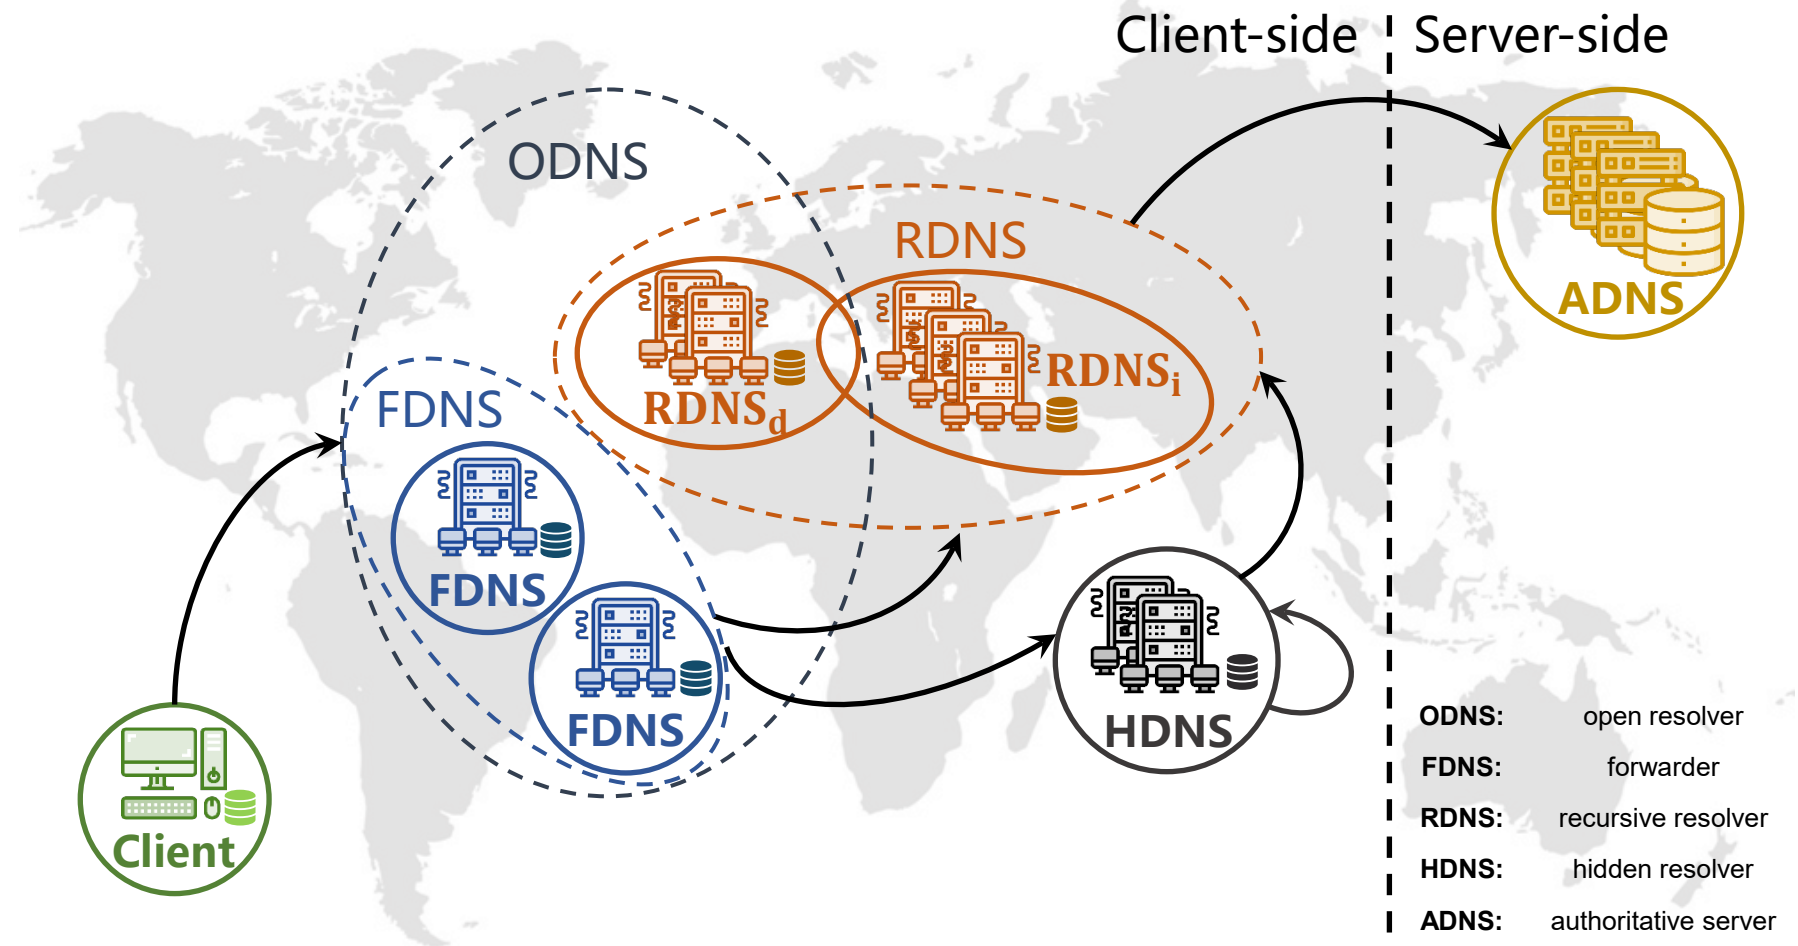 Client-side
Server-side
ODNS
RDNS
ADNS
RDNSᵢ
RDNS_d
FDNS
FDNS
FDNS
HDNS
Client
ODNS: open resolver
FDNS: forwarder
RDNS: recursive resolver
HDNS: hidden resolver
ADNS: authoritative server